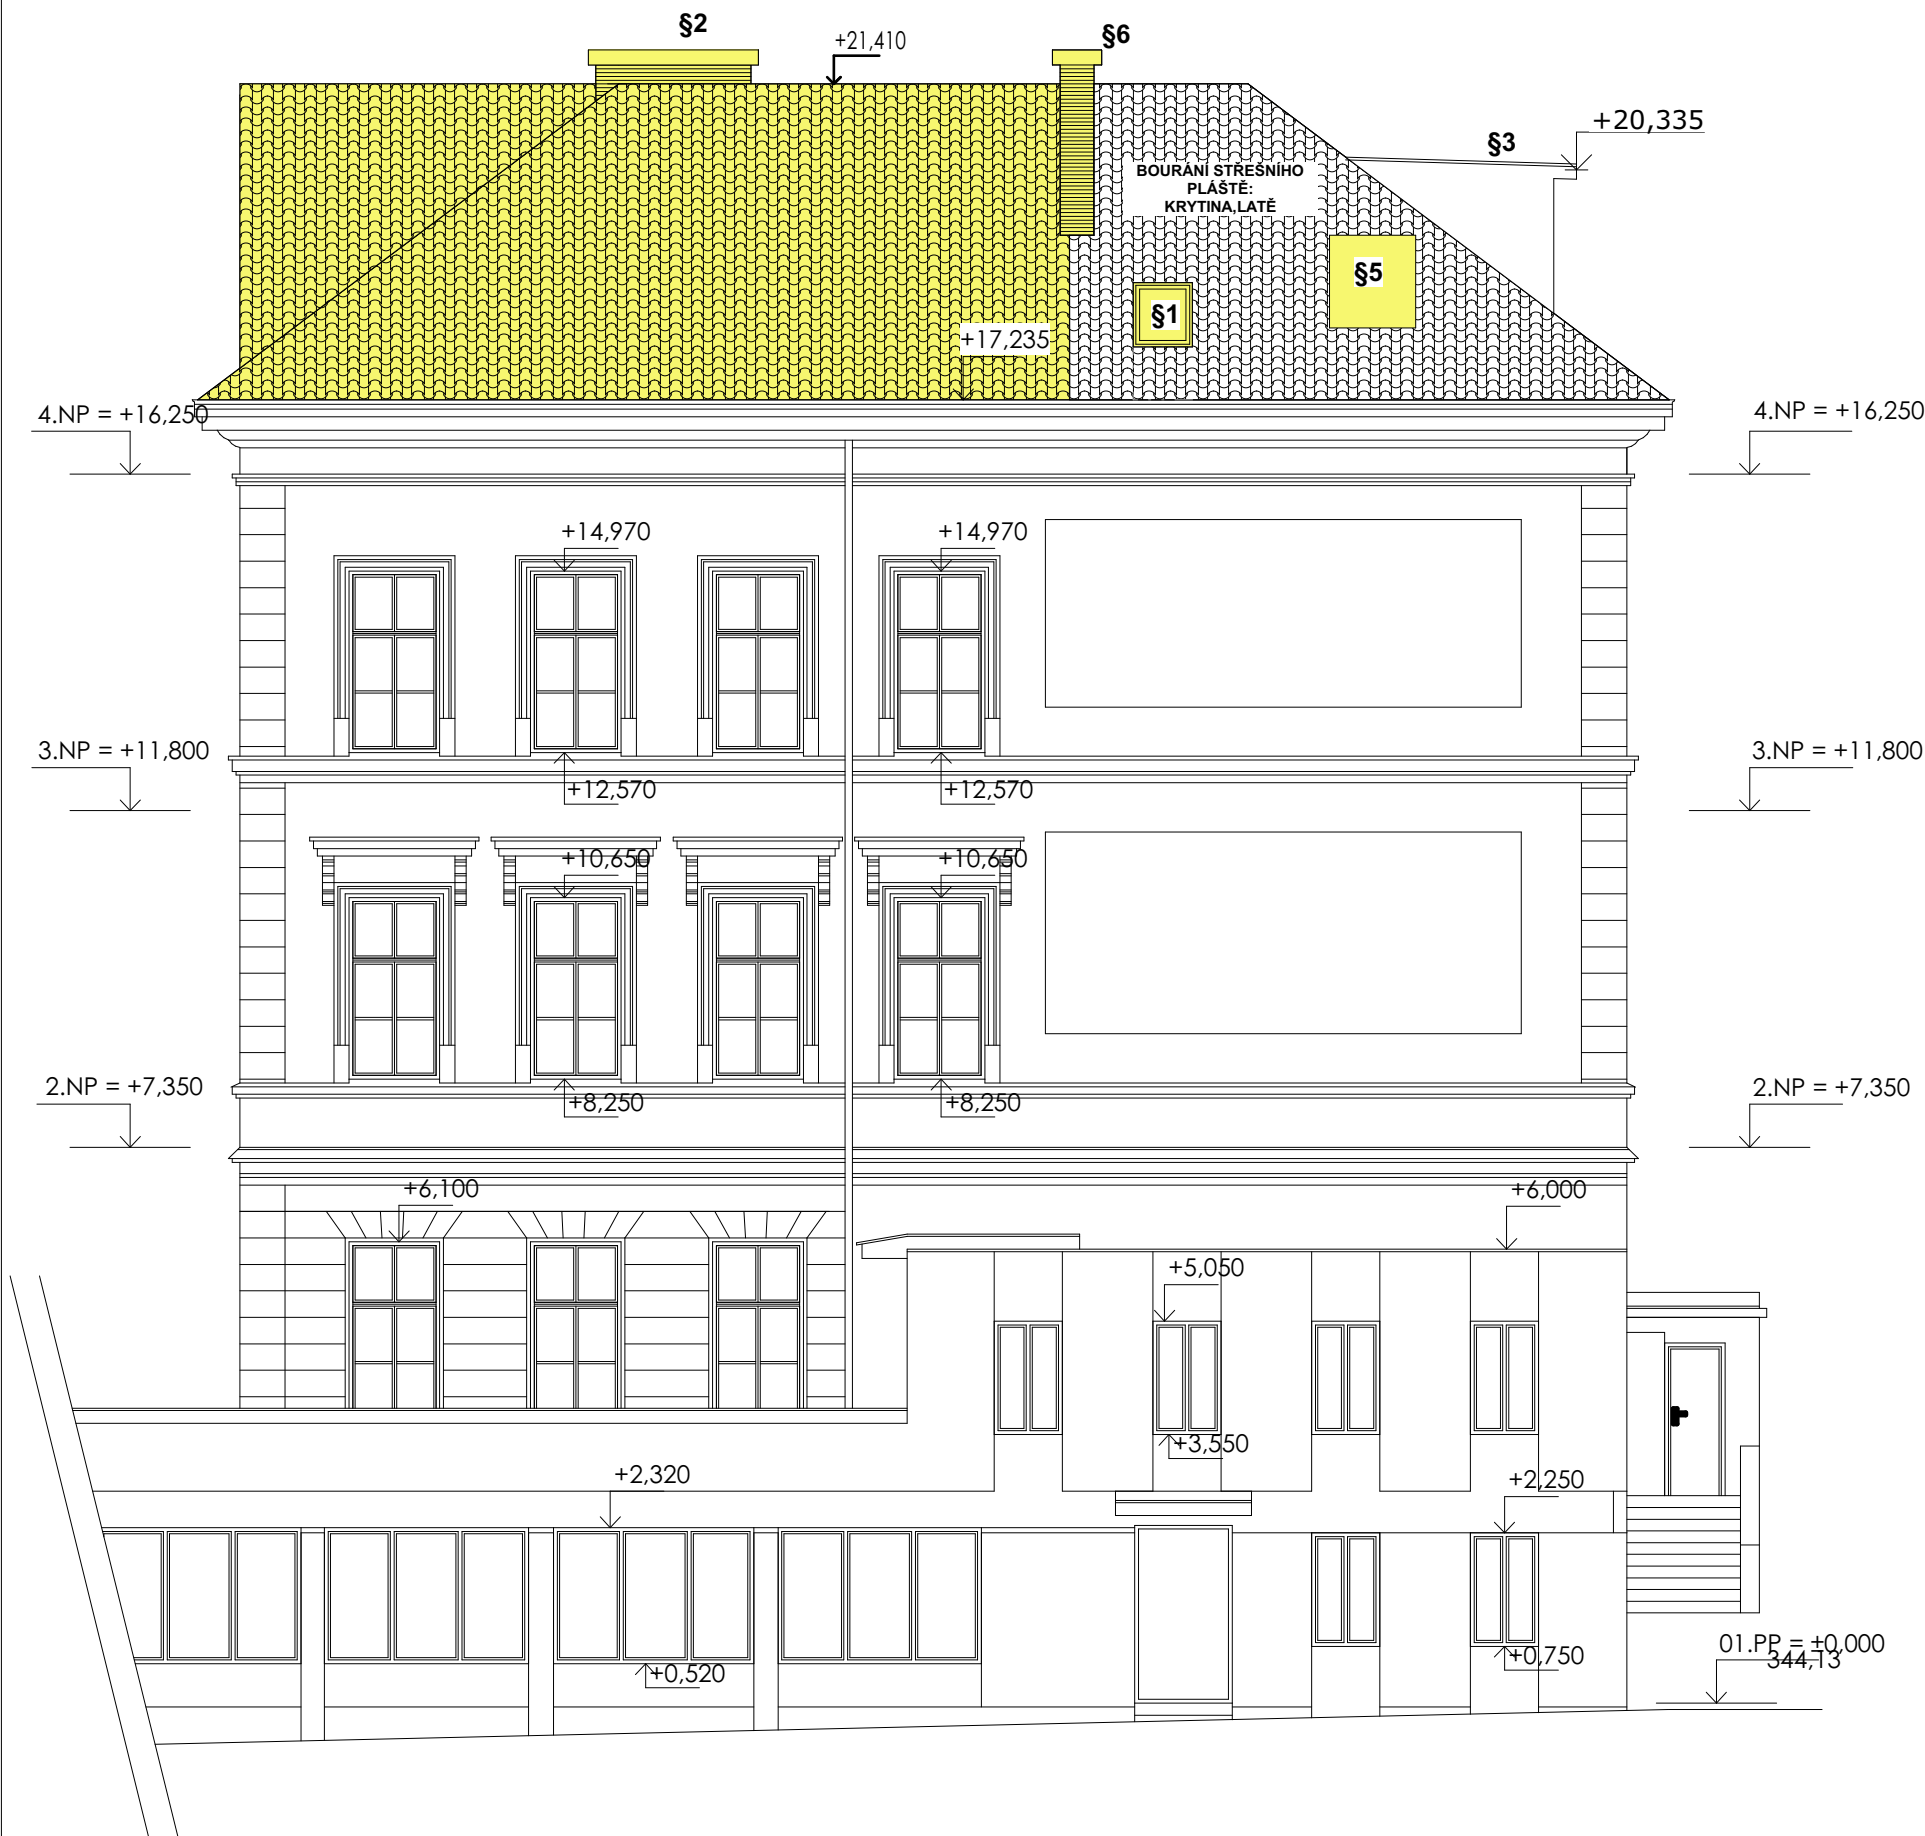 §2
+21,410
§6
+20,335
§3
BOURÁNÍ STŘEŠNÍHO
PLÁŠTĚ:
KRYTINA,LATĚ
§5
§1
+17,235
4.NP = +16,250
4.NP = +16,250
+14,970
+14,970
3.NP = +11,800
3.NP = +11,800
+12,570
+12,570
+10,650
+10,650
2.NP = +7,350
2.NP = +7,350
+8,250
+8,250
+6,100
+6,000
+5,050
+3,550
+2,320
+2,250
+0,520
+0,750
01.PP = ±0,000
344,13